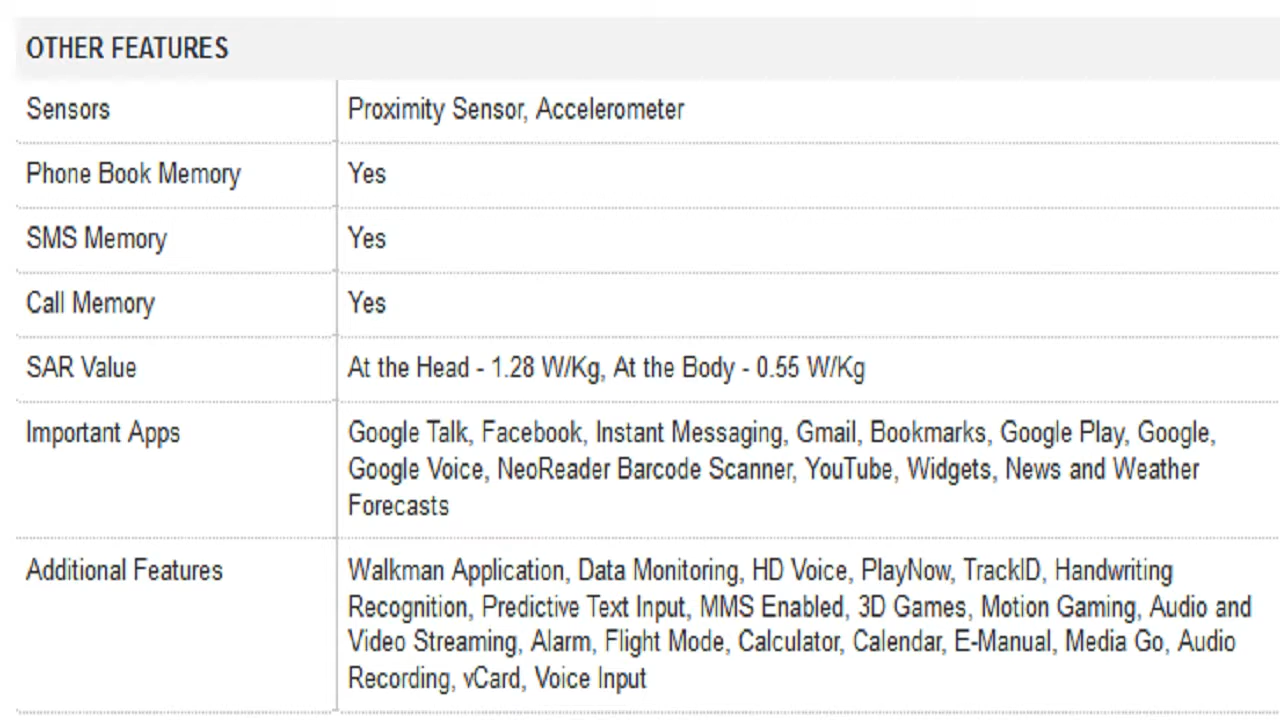 OTHER FEATURES
Sensors Proximity Sensor, Accelerometer
Phone Book Memory Yes
SMS Memory Yes
Call Memory Yes
SAR Value At the Head - 1.28 W/Kg, At the Body - 0.55 W/Kg
Important Apps Google Talk, Facebook, Instant Messaging, Gmail, Bookmarks, Google Play, Google,
Google Voice, NeoReader Barcode Scanner, YouTube, Widgets, News and Weather
Forecasts
Additional Features Walkman Application, Data Monitoring, HD Voice, PlayNow, TrackID, Handwriting
Recognition, Predictive Text Input, MMS Enabled, 3D Games, Motion Gaming, Audio and
Video Streaming, Alarm, Flight Mode, Calculator, Calendar, E-Manual, Media Go, Audio
Recording, vCard, Voice Input